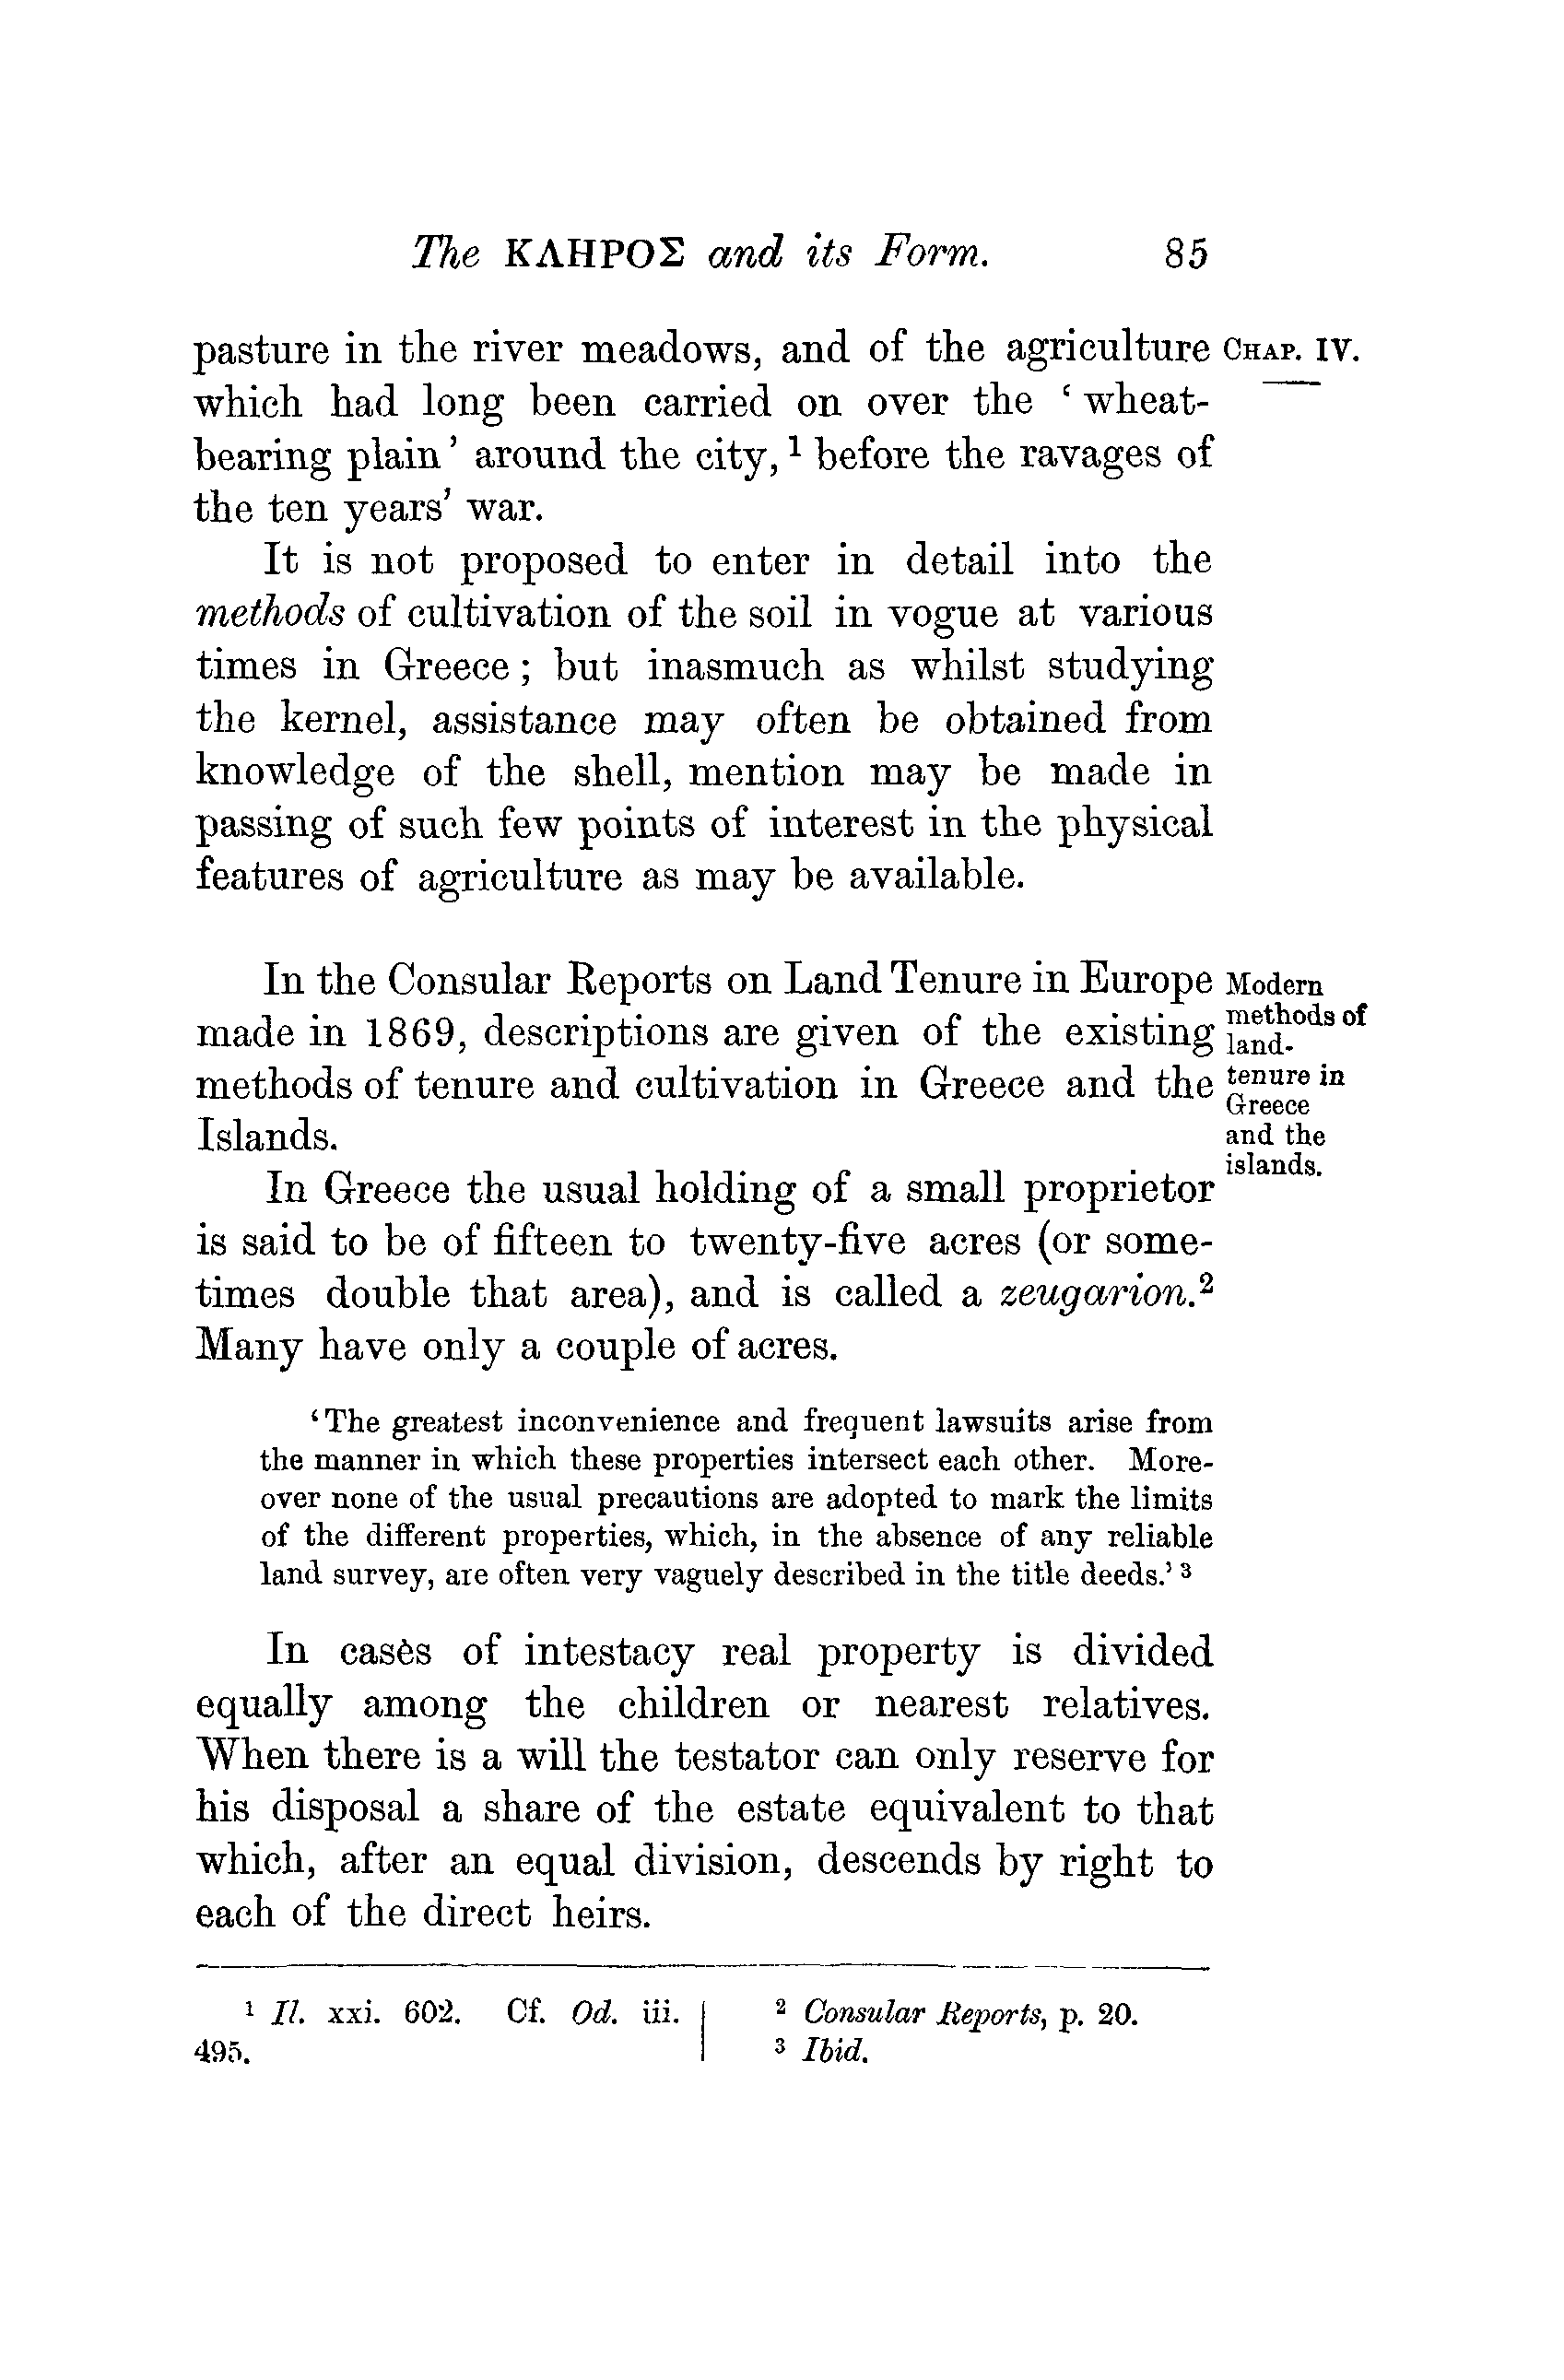 The ΚΛΗΡΟΣ and its Form. 85
pasture in the river meadows, and of the agriculture
CHAP. IV.
which had long been carried on over the ‘ wheat-
bearing plain ’ around the city, ¹ before the ravages of
the ten years’ war.
It is not proposed to enter in detail into the
methods of cultivation of the soil in vogue at various
times in Greece ; but inasmuch as whilst studying
the kernel, assistance may often be obtained from
knowledge of the shell, mention may be made in
passing of such few points of interest in the physical
features of agriculture as may be available.
In the Consular Reports on Land Tenure in Europe
made in 1869, descriptions are given of the existing
methods of tenure and cultivation in Greece and the
Islands.
Modern
methods of
land-
tenure in
Greece
and the
islands.
In Greece the usual holding of a small proprietor
is said to be of fifteen to twenty-five acres (or some-
times double that area), and is called a zeugarion.²
Many have only a couple of acres.
‘The greatest inconvenience and frequent lawsuits arise from
the manner in which these properties intersect each other. More-
over none of the usual precautions are adopted to mark the limits
of the different properties, which, in the absence of any reliable
land survey, are often very vaguely described in the title deeds.’ ³
In cases of intestacy real property is divided
equally among the children or nearest relatives.
When there is a will the testator can only reserve for
his disposal a share of the estate equivalent to that
which, after an equal division, descends by right to
each of the direct heirs.
¹ Il. xxi. 602. Cf. Od. iii.
495.
² Consular Reports, p. 20.
³ Ibid.